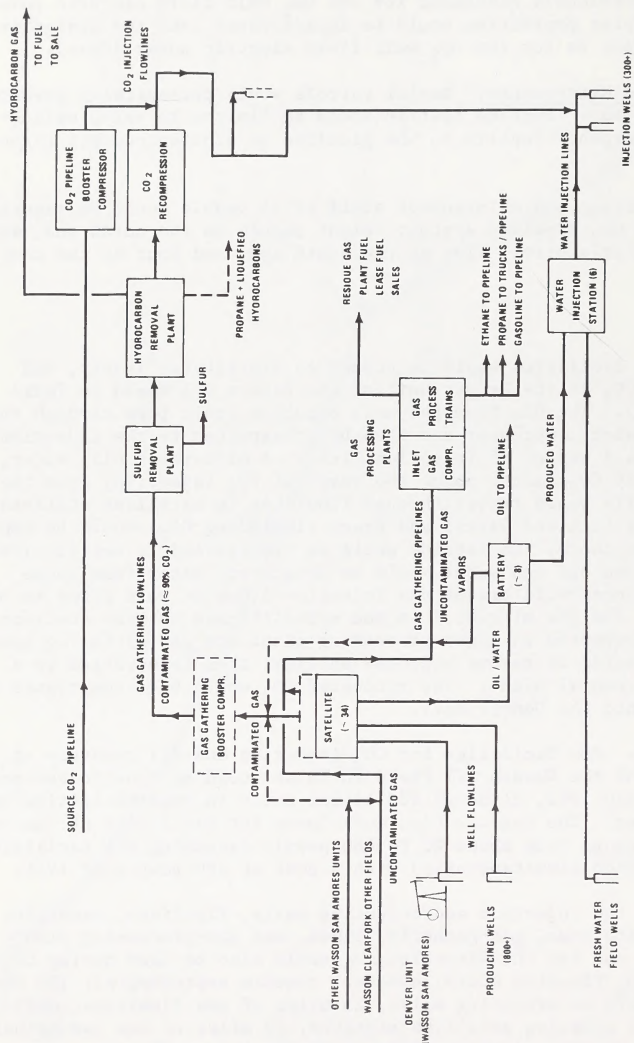 HYDROCARBON GAS
TO FUEL
TO SALE
CO2 INJECTION
FLOWLINES
CO2 PIPELINE
BOOSTER
COMPRESSOR
CO2
RECOMPRESSION
HYDROCARBON
REMOVAL
PLANT
PROPANE + LIQUEFIED
HYDROCARBONS
SULFUR
REMOVAL
PLANT
SULFUR
SOURCE CO2 PIPELINE
GAS GATHERING FLOWLINES
CONTAMINATED GAS (≈90% CO2)
GAS GATHERING
BOOSTER COMPR.
CONTAMINATED GAS
SATELLITE
(~ 34)
GAS GATHERING PIPELINES
UNCONTAMINATED GAS
VAPORS
GAS
PROCESSING
PLANTS
INLET
GAS
COMPR.
GAS
PROCESS
TRAINS
RESIDUE GAS
PLANT FUEL
LEASE FUEL
SALES
ETHANE TO PIPELINE
PROPANE TO TRUCKS / PIPELINE
GASOLINE TO PIPELINE
OIL / WATER
BATTERY
(~ 8)
OIL TO PIPELINE
PRODUCED WATER
WATER
INJECTION
STATION (6)
WATER INJECTION LINES
INJECTION WELLS (300+)
OTHER WASSON SAN ANDRES UNITS
WASSON CLEARFORK OTHER FIELDS
UNCONTAMINATED GAS
DENVER UNIT
(WASSON SAN ANDRES)
WELL FLOWLINES
PRODUCING WELLS
(800+)
FRESH WATER
FIELD WELLS